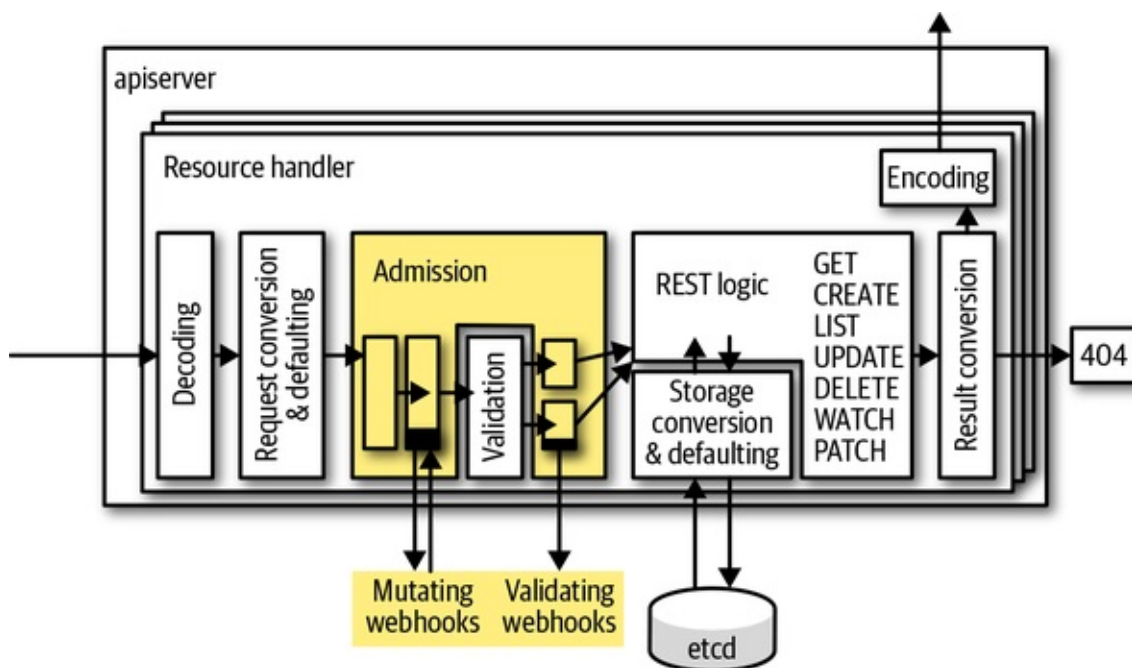 apiserver
Resource handler
Encoding
Decoding
Request conversion
& defaulting
Admission
Validation
REST logic
GET
CREATE
LIST
UPDATE
DELETE
WATCH
PATCH
Storage
conversion
& defaulting
Result conversion
404
Mutating
webhooks
Validating
webhooks
etcd